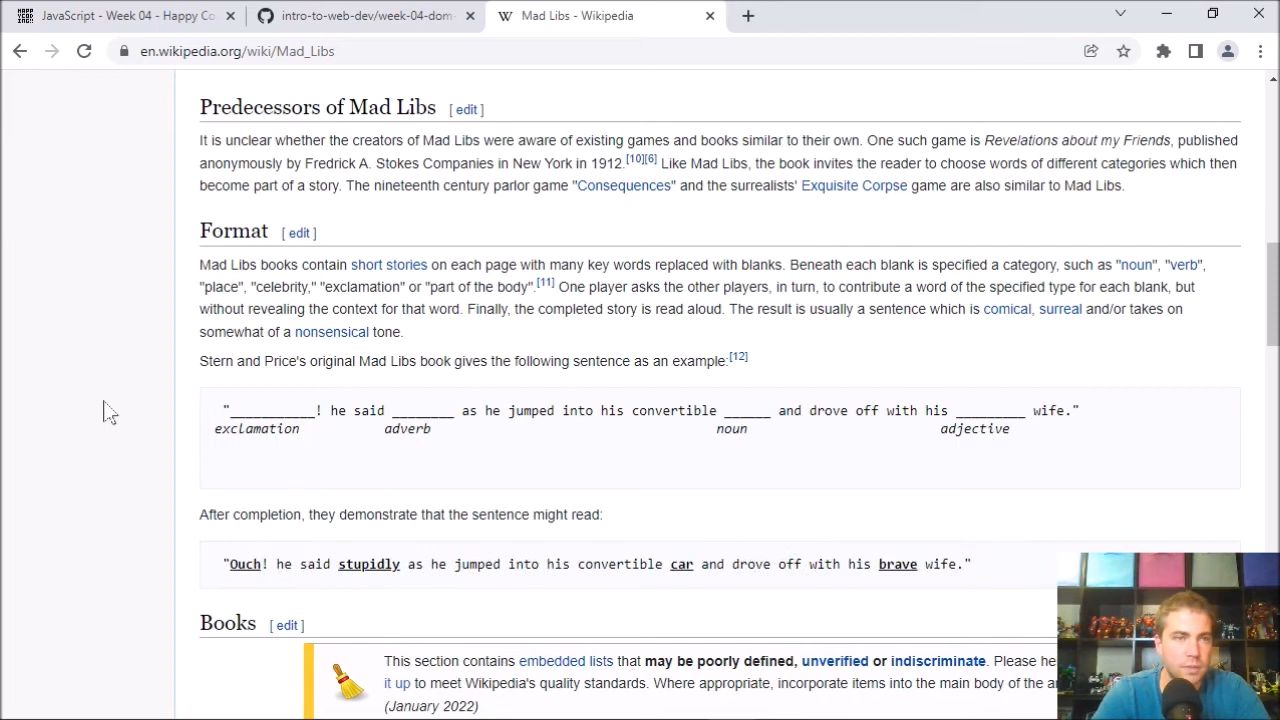 JavaScript - Week 04 - Happy Co
intro-to-web-dev/week-04-dom-
Mad Libs - Wikipedia
en.wikipedia.org/wiki/Mad_Libs
Predecessors of Mad Libs [ edit ]
It is unclear whether the creators of Mad Libs were aware of existing games and books similar to their own. One such game is Revelations about my Friends, published
anonymously by Fredrick A. Stokes Companies in New York in 1912.[10][6] Like Mad Libs, the book invites the reader to choose words of different categories which then
become part of a story. The nineteenth century parlor game "Consequences" and the surrealists' Exquisite Corpse game are also similar to Mad Libs.
Format [ edit ]
Mad Libs books contain short stories on each page with many key words replaced with blanks. Beneath each blank is specified a category, such as "noun", "verb",
"place", "celebrity," "exclamation" or "part of the body".[11] One player asks the other players, in turn, to contribute a word of the specified type for each blank, but
without revealing the context for that word. Finally, the completed story is read aloud. The result is usually a sentence which is comical, surreal and/or takes on
somewhat of a nonsensical tone.
Stern and Price's original Mad Libs book gives the following sentence as an example:[12]
"___________! he said ________ as he jumped into his convertible ______ and drove off with his _________ wife."
exclamation adverb noun adjective
After completion, they demonstrate that the sentence might read:
"Ouch! he said stupidly as he jumped into his convertible car and drove off with his brave wife."
Books [ edit ]
This section contains embedded lists that may be poorly defined, unverified or indiscriminate. Please he
it up to meet Wikipedia's quality standards. Where appropriate, incorporate items into the main body of the a
(January 2022)